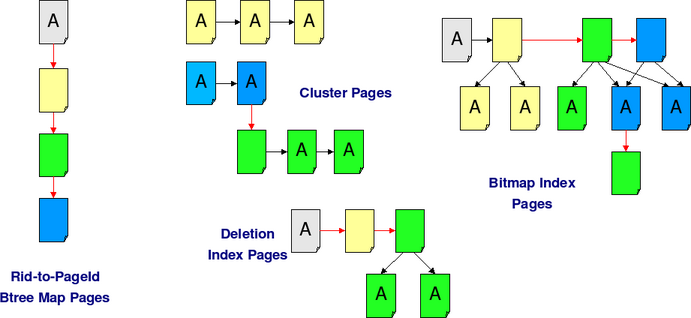 A
A A A
A A
A A
Cluster Pages
A
A A A A A
Bitmap Index
Pages
A
Deletion
Index Pages
A A
Rid-to-PageId
Btree Map Pages